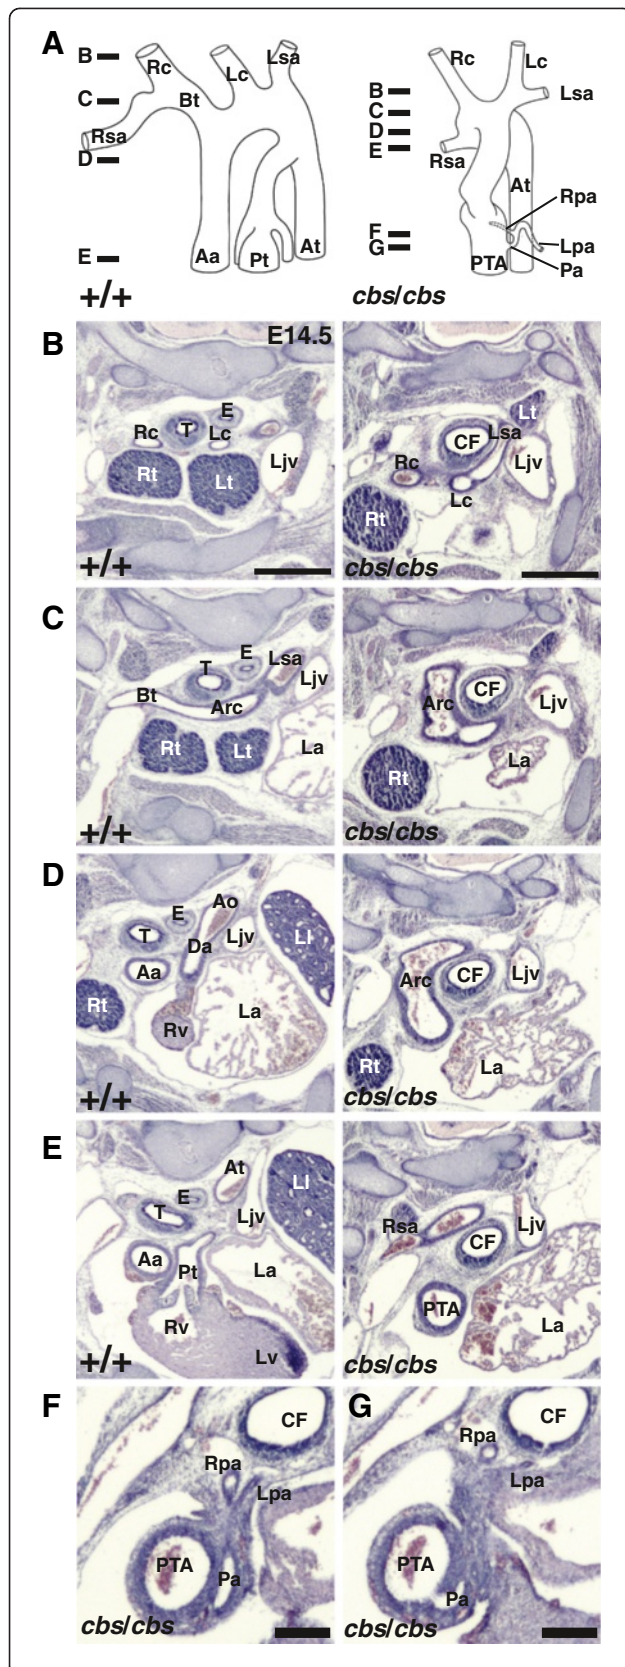 A
B
C
D
E
Rc
Lc
Lsa
Bt
Rsa
Aa
Pt
At
+/+
B
C
D
E
F
G
Rc
Lc
Lsa
Rsa
At
Rpa
Lpa
Pa
PTA
cbs/cbs
B
E14.5
E
T
Rc
Lc
Rt
Lt
Ljv
+/+
Lt
CF
Lsa
Rc
Ljv
Lc
Rt
cbs/cbs
C
E
T
Lsa
Ljv
Bt
Arc
Rt
Lt
La
+/+
Arc
CF
Ljv
La
Rt
cbs/cbs
D
Ao
E
T
Ljv
Ll
Da
Aa
Rt
La
Rv
+/+
Arc
CF
Ljv
Rt
La
cbs/cbs
E
At
Ll
E
T
Ljv
Aa
Pt
La
Rv
Lv
+/+
Rsa
Ljv
CF
PTA
La
cbs/cbs
F
CF
Rpa
Lpa
PTA
Pa
cbs/cbs
G
CF
Rpa
Lpa
PTA
Pa
cbs/cbs